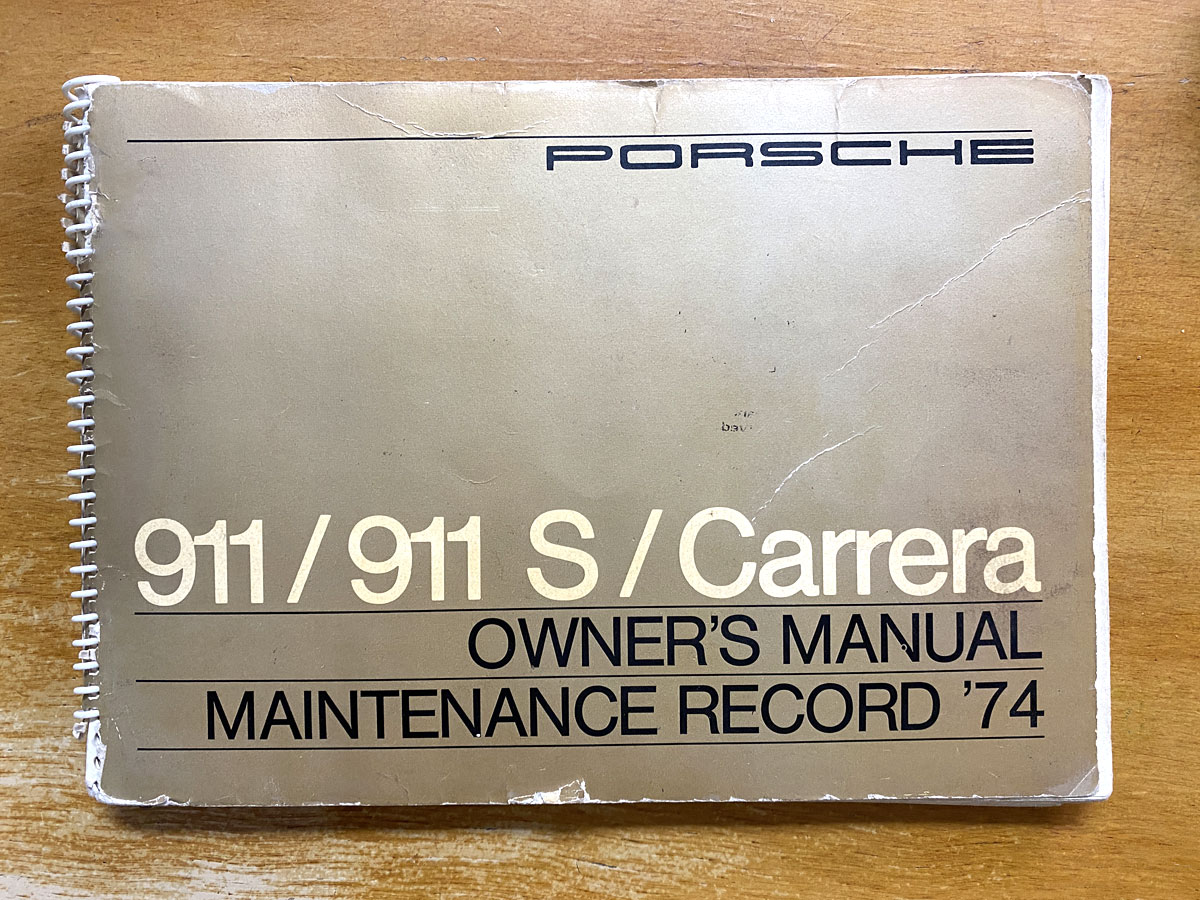 PORSCHE
911 / 911 S / Carrera
OWNER'S MANUAL
MAINTENANCE RECORD '74